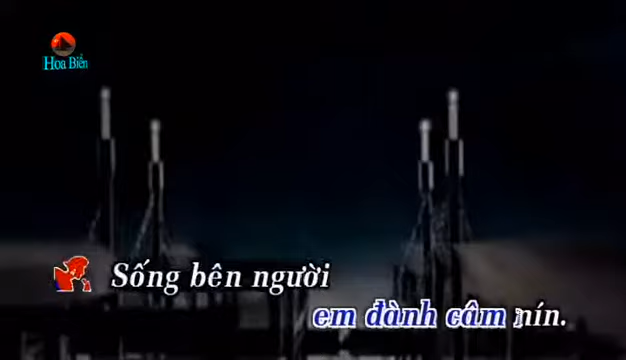 Hoa Biển
Sống bên người
em đành câm nín.